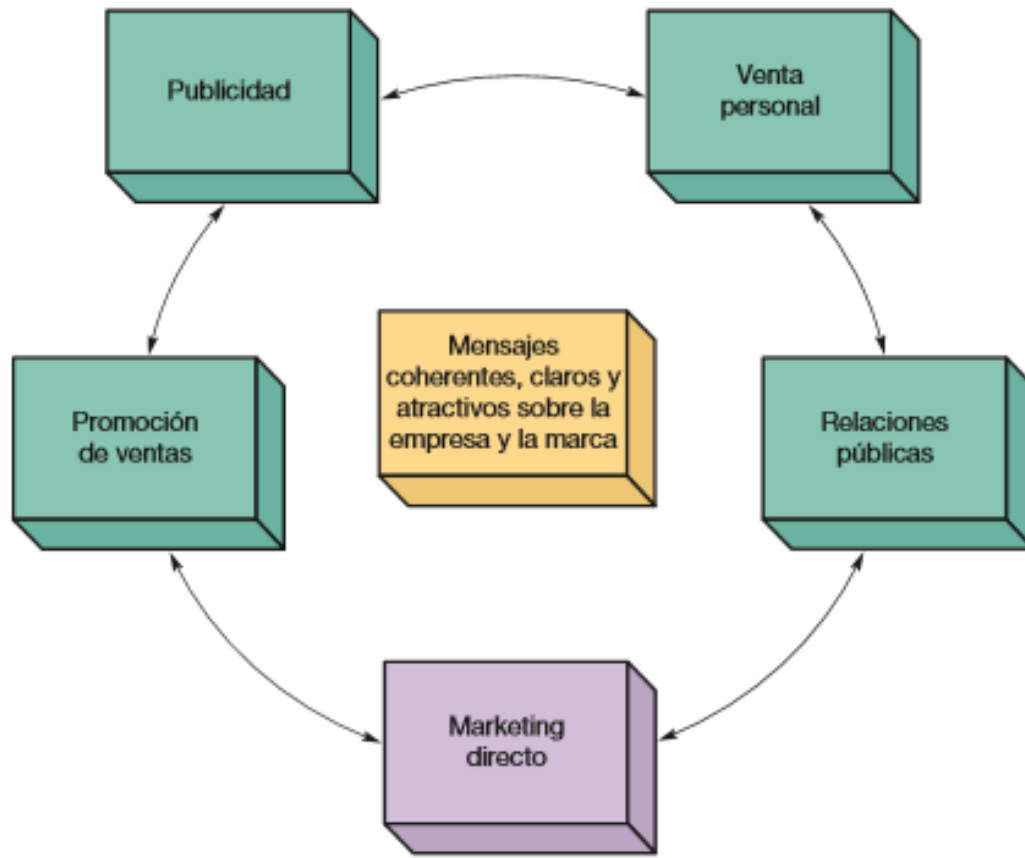 Publicidad
Venta
personal
Mensajes
coherentes, claros y
atractivos sobre la
empresa y la marca
Promoción
de ventas
Relaciones
públicas
Marketing
directo